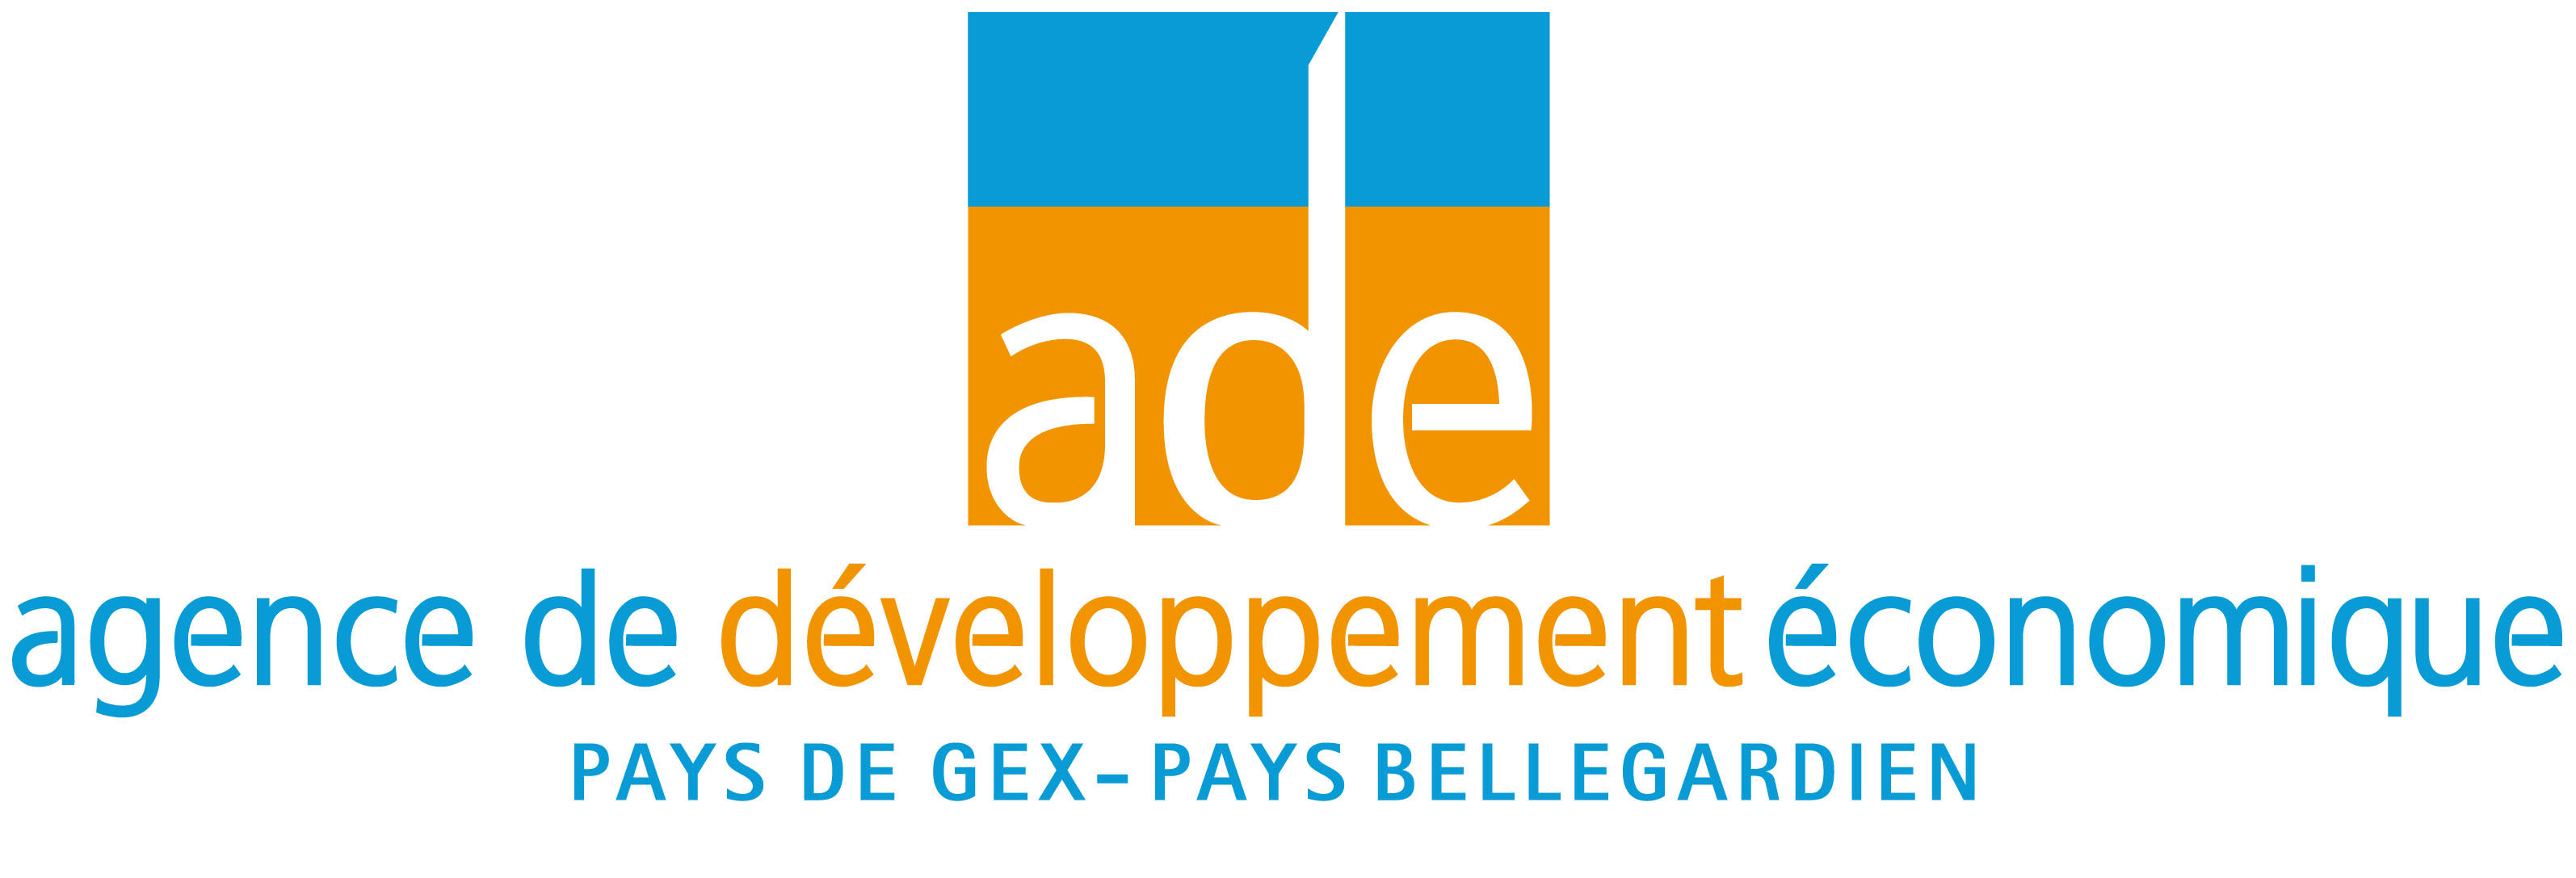 ade
agence de développement économique
PAYS DE GEX-PAYS BELLEGARDIEN